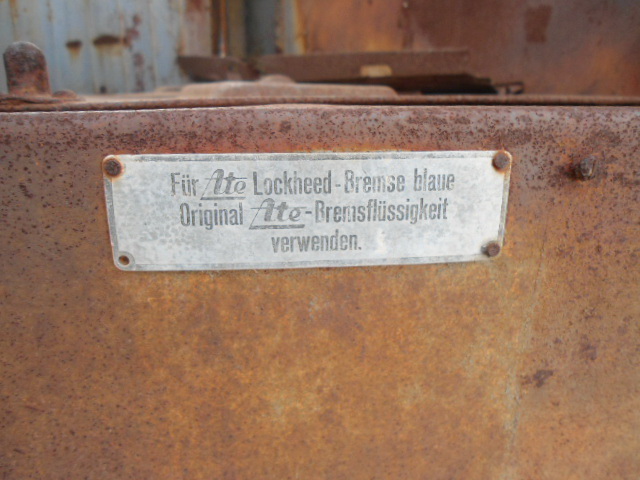 Für Ate Lockheed-Bremse blaue
Original Ate-Bremsflüssigkeit
verwenden.